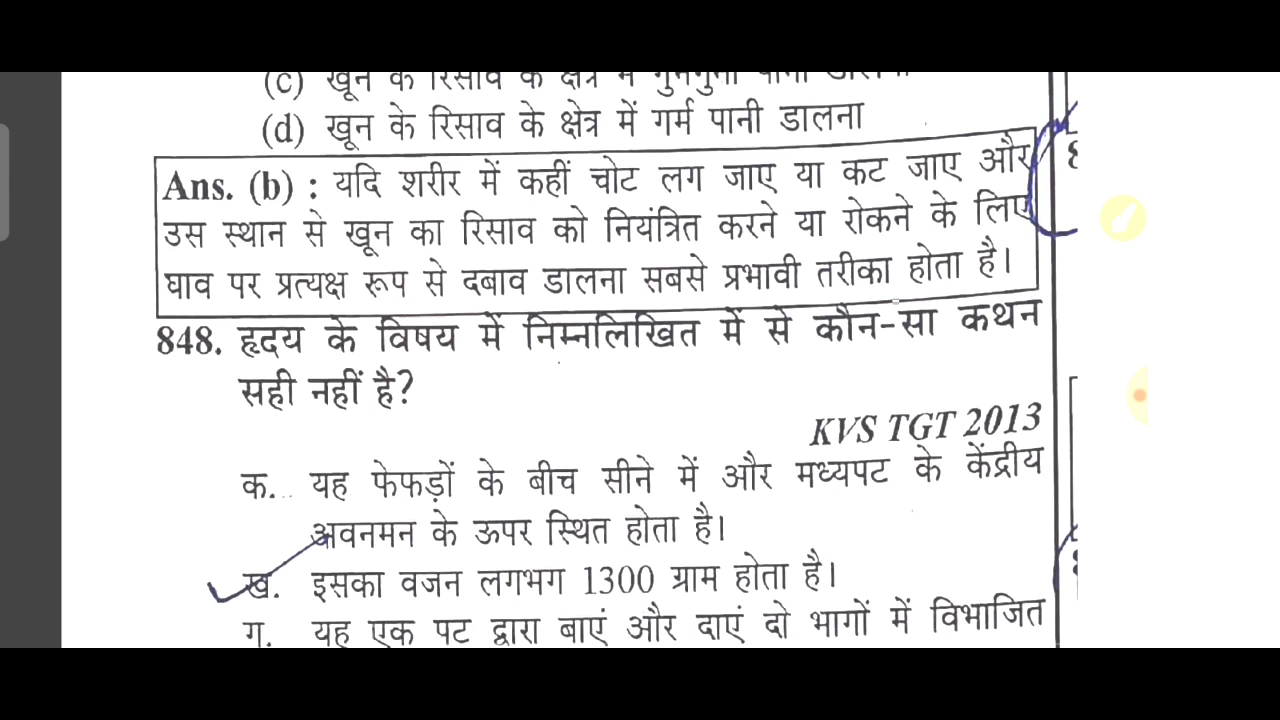 (c) खून के रिसाव के क्षेत्र में गुनगुना पानी डालना
(d) खून के रिसाव के क्षेत्र में गर्म पानी डालना
Ans. (b) : यदि शरीर में कहीं चोट लग जाए या कट जाए और
उस स्थान से खून का रिसाव को नियंत्रित करने या रोकने के लिए
घाव पर प्रत्यक्ष रूप से दबाव डालना सबसे प्रभावी तरीका होता है।
848. हृदय के विषय में निम्नलिखित में से कौन-सा कथन
सही नहीं है?
KVS TGT 2013
क. यह फेफड़ों के बीच सीने में और मध्यपट के केंद्रीय
अवनमन के ऊपर स्थित होता है।
ख. इसका वजन लगभग 1300 ग्राम होता है।
ग. यह एक पट द्वारा बाएं और दाएं दो भागों में विभाजित